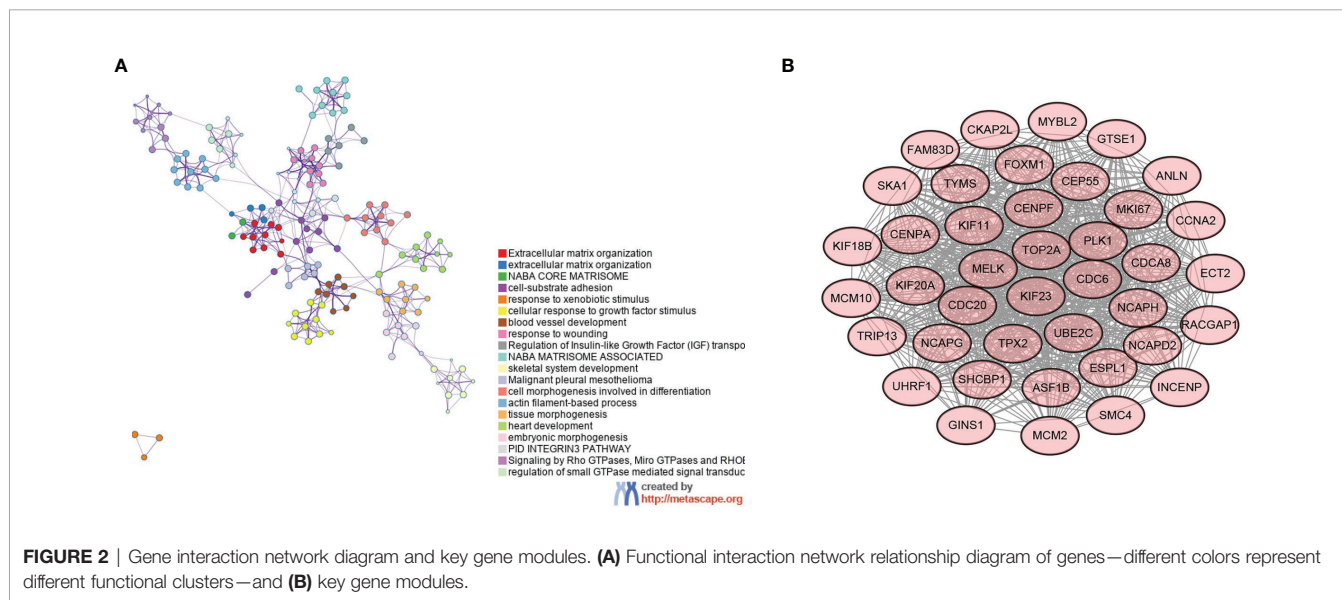 A
B
Extracellular matrix organization
extracellular matrix organization
NABA CORE MATRISOME
cell-substrate adhesion
response to xenobiotic stimulus
cellular response to growth factor stimulus
blood vessel development
response to wounding
Regulation of Insulin-like Growth Factor (IGF) transpo
NABA MATRISOME ASSOCIATED
skeletal system development
Malignant pleural mesothelioma
cell morphogenesis involved in differentiation
actin filament-based process
tissue morphogenesis
heart development
embryonic morphogenesis
PID INTEGRIN3 PATHWAY
Signaling by Rho GTPases, Miro GTPases and RHOB
regulation of small GTPase mediated signal transduc
created by
http://metascape.org
MYBL2
CKAP2L
GTSE1
FAM83D
FOXM1
ANLN
SKA1
TYMS
CEP55
CENPF
MKI67
CCNA2
CENPA
KIF11
KIF18B
TOP2A
PLK1
CDCA8
MELK
ECT2
KIF20A
CDC6
MCM10
CDC20
KIF23
NCAPH
RACGAP1
TRIP13
NCAPG
TPX2
UBE2C
NCAPD2
UHRF1
SHCBP1
ASF1B
ESPL1
INCENP
GINS1
MCM2
SMC4
FIGURE 2 | Gene interaction network diagram and key gene modules. (A) Functional interaction network relationship diagram of genes—different colors represent
different functional clusters—and (B) key gene modules.